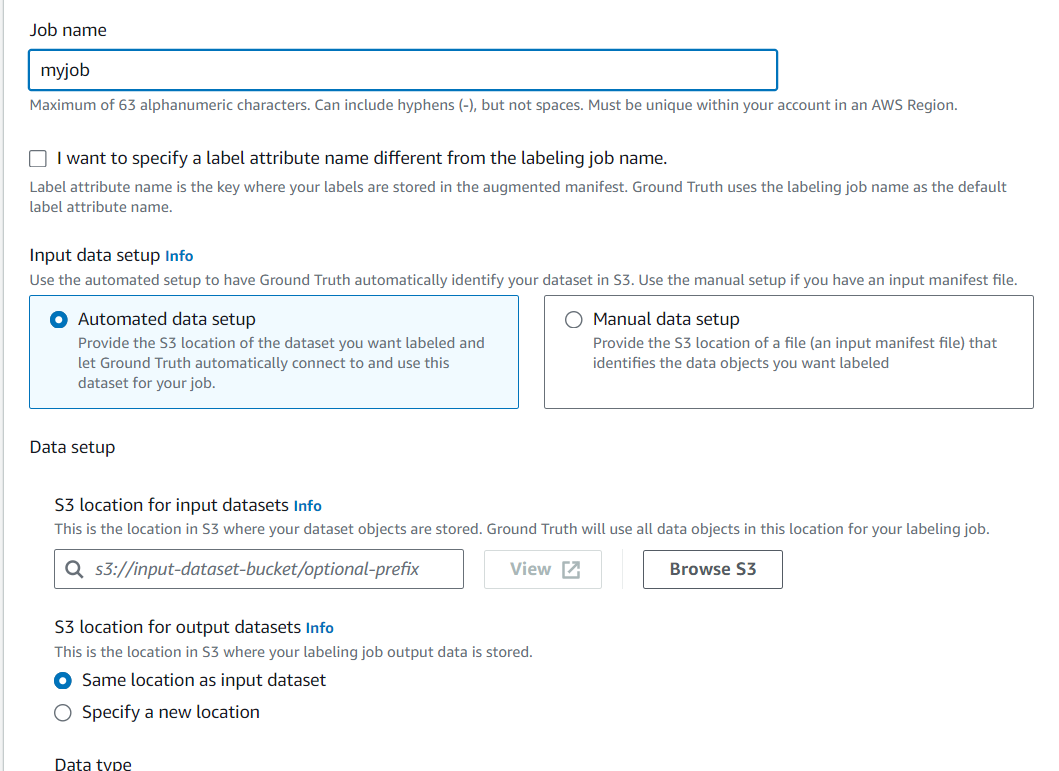 Job name
myjob
Maximum of 63 alphanumeric characters. Can include hyphens (-), but not spaces. Must be unique within your account in an AWS Region.
I want to specify a label attribute name different from the labeling job name.
Label attribute name is the key where your labels are stored in the augmented manifest. Ground Truth uses the labeling job name as the default
label attribute name.
Input data setup Info
Use the automated setup to have Ground Truth automatically identify your dataset in S3. Use the manual setup if you have an input manifest file.
Automated data setup
Provide the S3 location of the dataset you want labeled and
let Ground Truth automatically connect to and use this
dataset for your job.
Manual data setup
Provide the S3 location of a file (an input manifest file) that
identifies the data objects you want labeled
Data setup
S3 location for input datasets Info
This is the location in S3 where your dataset objects are stored. Ground Truth will use all data objects in this location for your labeling job.
s3://input-dataset-bucket/optional-prefix
View
Browse S3
S3 location for output datasets Info
This is the location in S3 where your labeling job output data is stored.
Same location as input dataset
Specify a new location
Data type